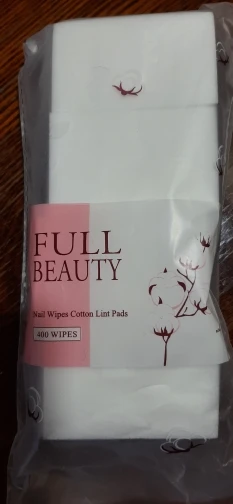 FULL
BEAUTY
Nail Wipes Cotton Lint Pads
400 WIPES